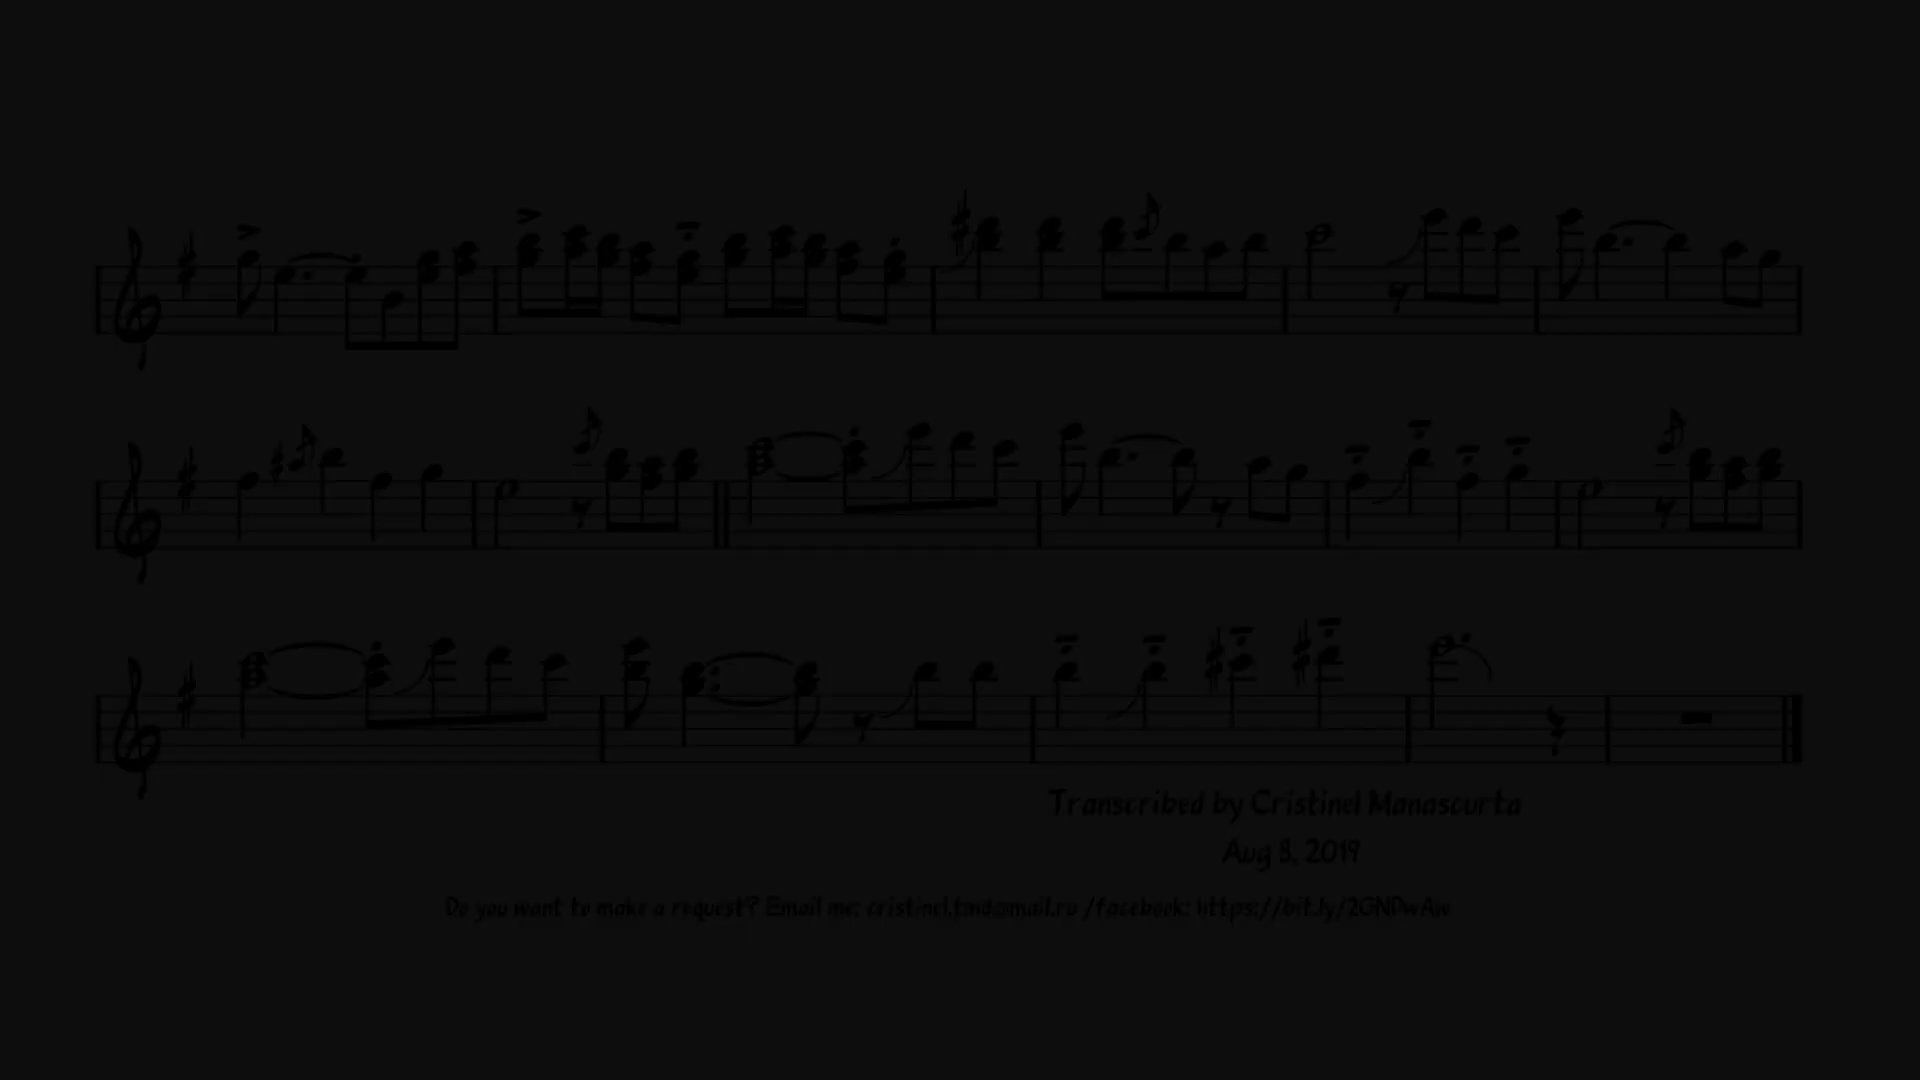 Transcribed by Cristinel Manascurta
Aug 8, 2019
Do you want to make a request? Email me: cristinel.tmd@mail.ru /facebook: https://bit.ly/2GNDwAw